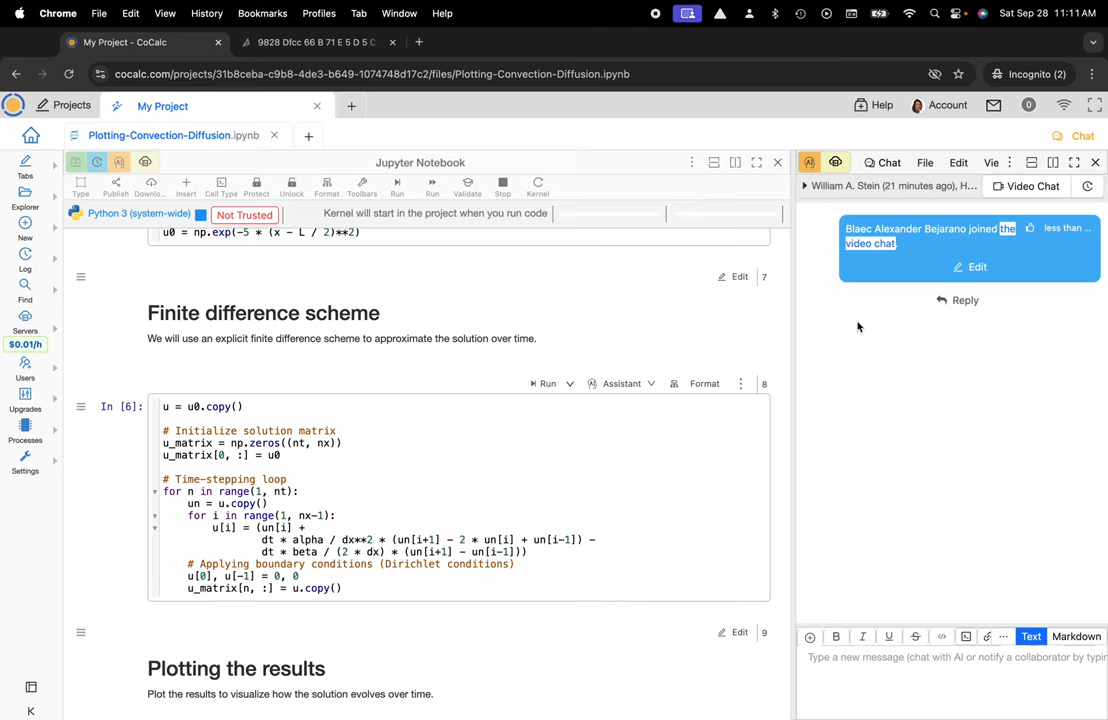 Chrome File Edit View History Bookmarks Profiles Tab Window Help Sat Sep 28 11:11 AM
My Project - CoCalc 9828 Dfcc 66 B 71 E 5 D 5 C
cocalc.com/projects/31b8ceba-c9b8-4de3-b649-1074748d17c2/files/Plotting-Convection-Diffusion.ipynb Incognito (2)
Projects My Project Help Account 0
Plotting-Convection-Diffusion.ipynb Chat
Tabs
Explorer
New
Log
Find
Servers
$0.01/h
Users
Upgrades
Processes
Settings
Jupyter Notebook
Type Publish Downlo... Insert Cell Type Protect Unlock Format Toolbars Run Run Validate Stop Kernel
Python 3 (system-wide) Not Trusted Kernel will start in the project when you run code
u0 = np.exp(-5 * (x - L / 2)**2)
Edit 7
Finite difference scheme
We will use an explicit finite difference scheme to approximate the solution over time.
Run Assistant Format 8
In [6]: u = u0.copy()
# Initialize solution matrix
u_matrix = np.zeros((nt, nx))
u_matrix[0, :] = u0
# Time-stepping loop
for n in range(1, nt):
un = u.copy()
for i in range(1, nx-1):
u[i] = (un[i] +
dt * alpha / dx**2 * (un[i+1] - 2 * un[i] + un[i-1]) -
dt * beta / (2 * dx) * (un[i+1] - un[i-1]))
# Applying boundary conditions (Dirichlet conditions)
u[0], u[-1] = 0, 0
u_matrix[n, :] = u.copy()
Edit 9
Plotting the results
Plot the results to visualize how the solution evolves over time.
Chat File Edit Vie
William A. Stein (21 minutes ago), H... Video Chat
Blaec Alexander Bejarano joined the less than ...
video chat.
Edit
Reply
B I U S Text Markdown
Type a new message (chat with AI or notify a collaborator by typin